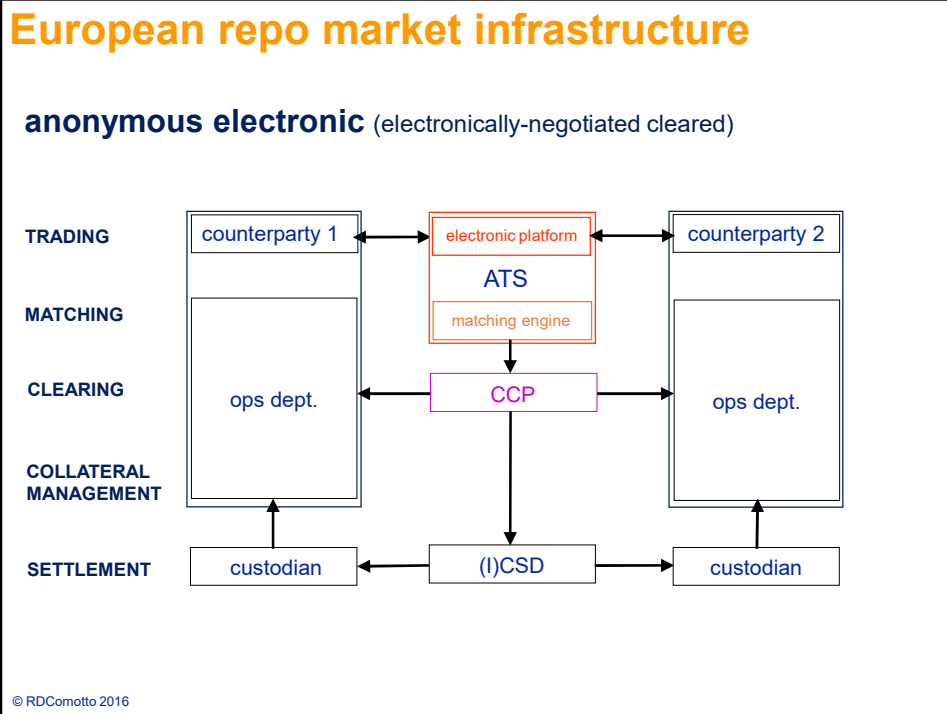 European repo market infrastructure
anonymous electronic (electronically-negotiated cleared)
TRADING
counterparty 1
electronic platform
counterparty 2
ATS
MATCHING
matching engine
CLEARING
ops dept.
CCP
ops dept.
COLLATERAL
MANAGEMENT
SETTLEMENT
custodian
(I)CSD
custodian
© RDComotto 2016